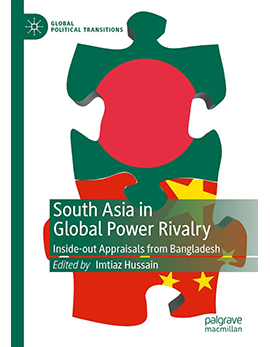 GLOBAL
POLITICAL TRANSITIONS
South Asia in
Global Power Rivalry
Inside-out Appraisals from Bangladesh
Edited by Imtiaz Hussain
palgrave
macmillan